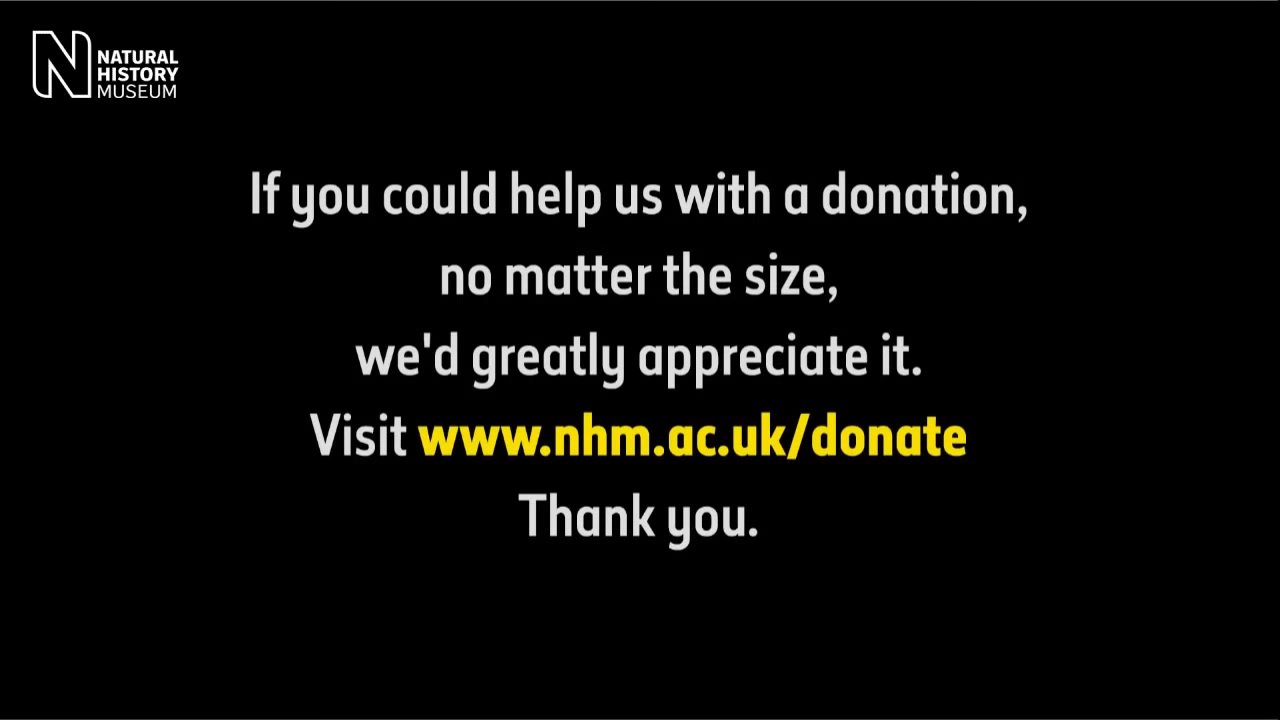 NATURAL
HISTORY
MUSEUM
If you could help us with a donation,
no matter the size,
we'd greatly appreciate it.
Visit www.nhm.ac.uk/donate
Thank you.